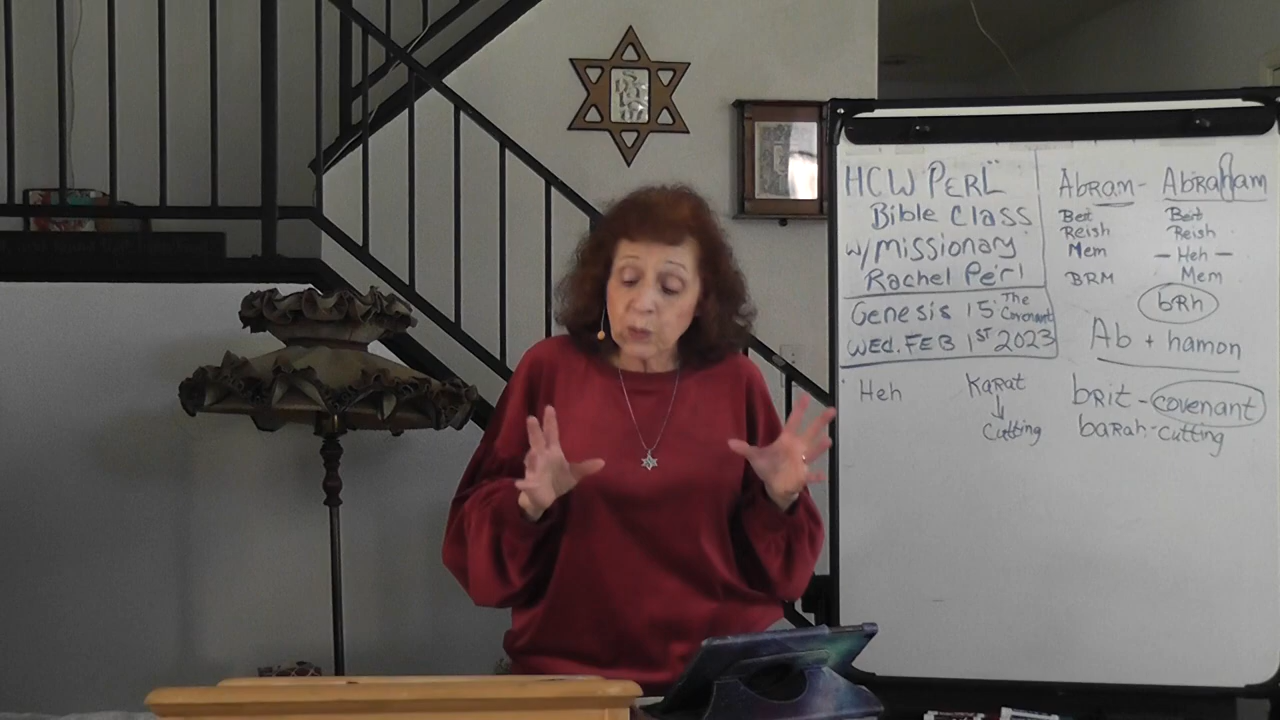 HCW PERL
Bible Class
w/missionary
Rachel Perl
Genesis 15 The Covenant
WED. FEB 1ST 2023
Abram - Abraham
Beit Beit
Reish Reish
Mem - Heh -
BRM Mem
bRh
Ab + hamon
Heh
KaRat
Cutting
bRit - covenant
baRah - cutting